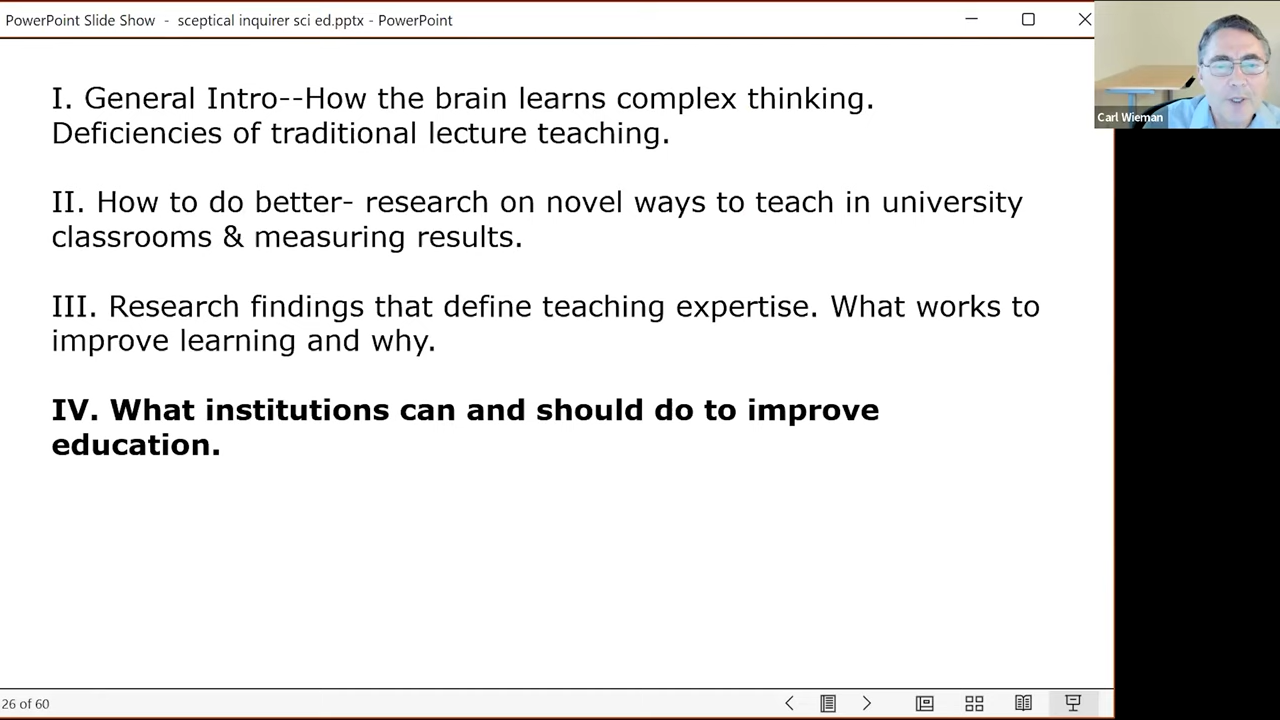 PowerPoint Slide Show - sceptical inquirer sci ed.pptx - PowerPoint
Carl Wieman
I. General Intro--How the brain learns complex thinking.
Deficiencies of traditional lecture teaching.
II. How to do better- research on novel ways to teach in university
classrooms & measuring results.
III. Research findings that define teaching expertise. What works to
improve learning and why.
IV. What institutions can and should do to improve
education.
26 of 60